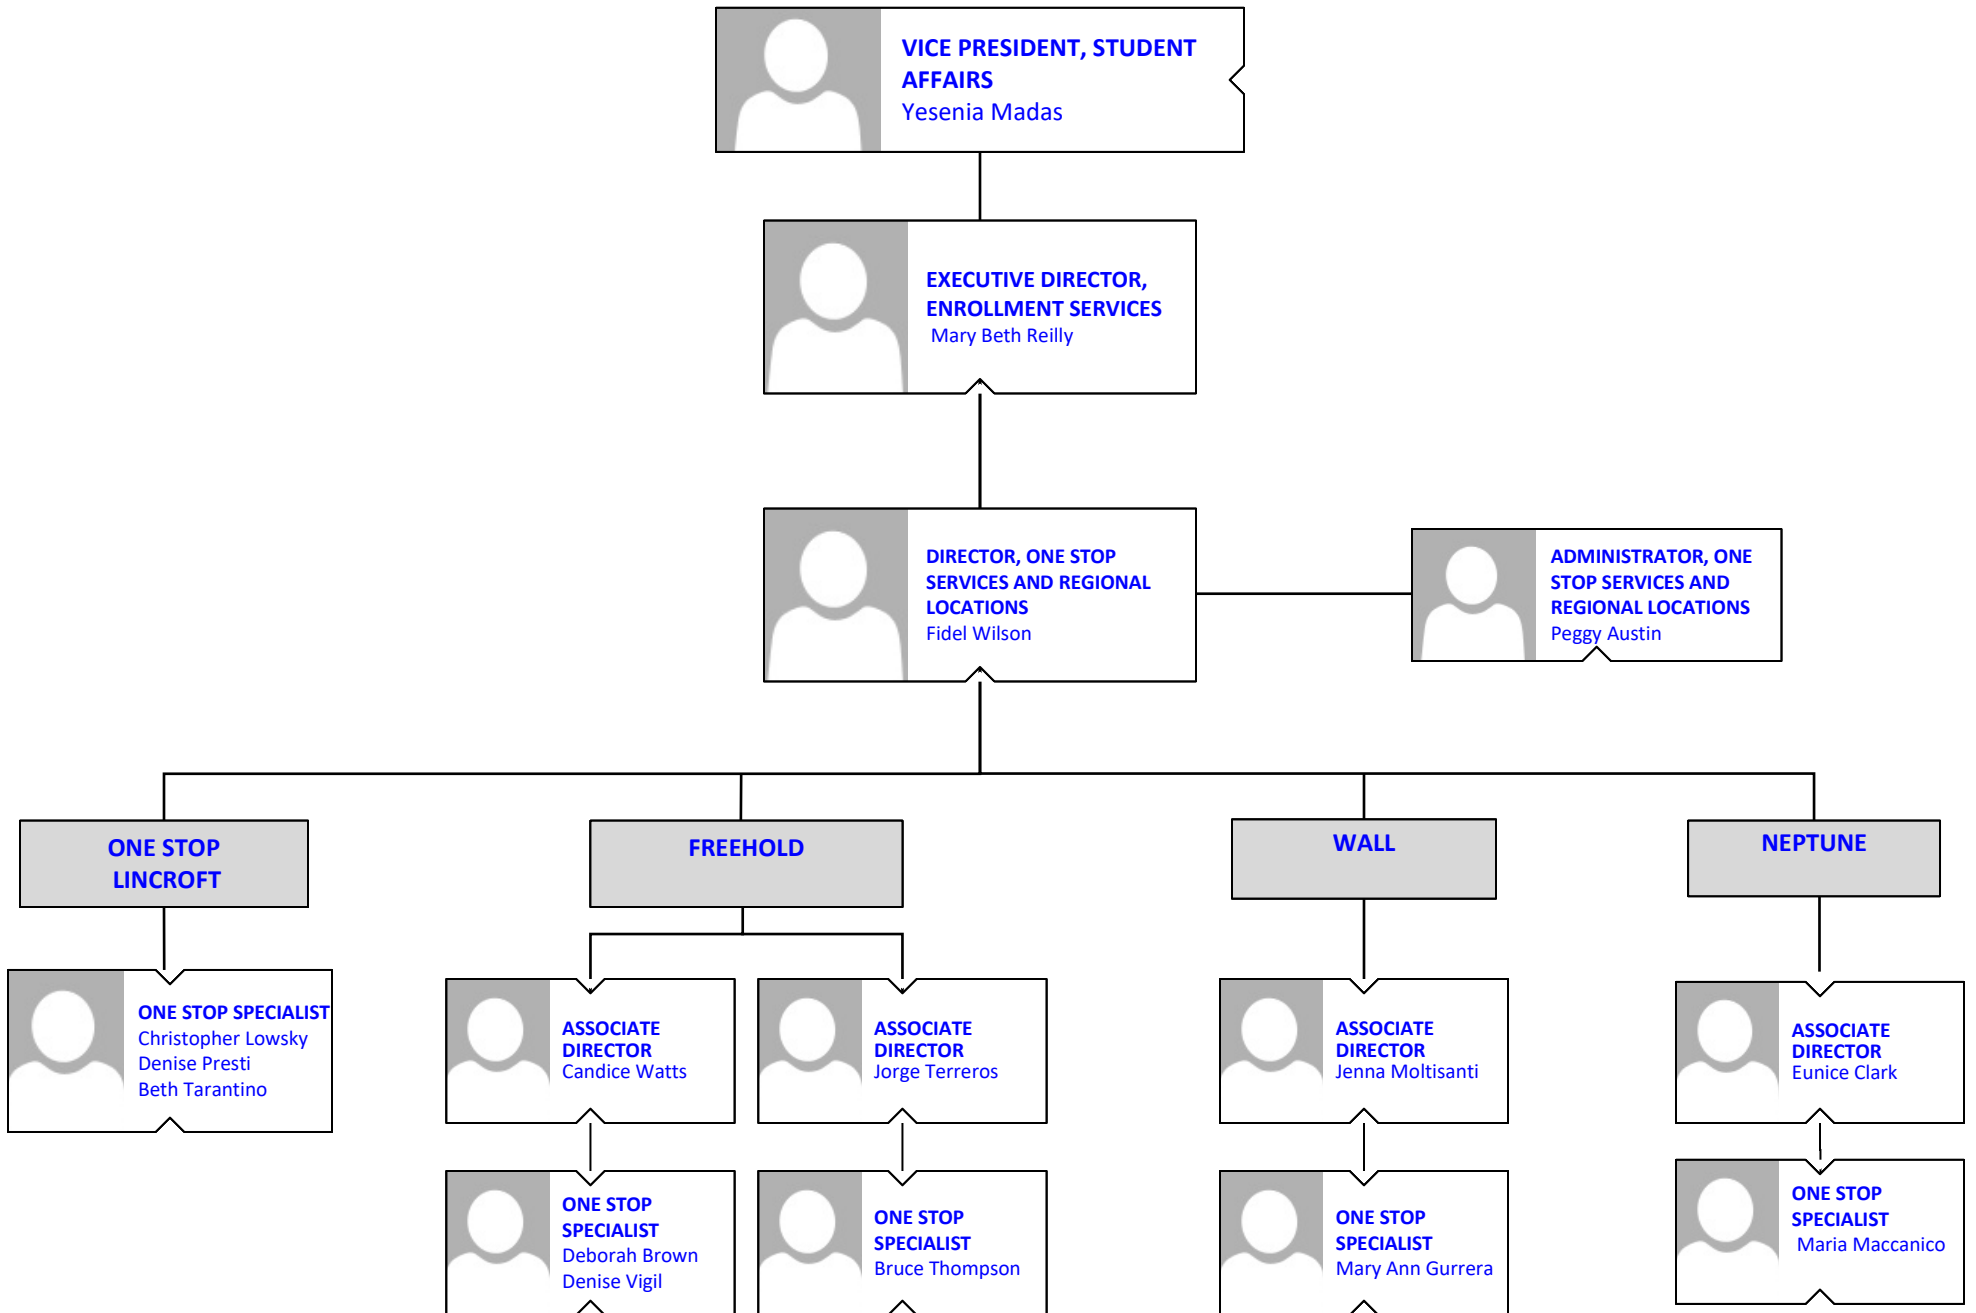 VICE PRESIDENT, STUDENT
AFFAIRS
Yesenia Madas
EXECUTIVE DIRECTOR,
ENROLLMENT SERVICES
Mary Beth Reilly
DIRECTOR, ONE STOP
SERVICES AND REGIONAL
LOCATIONS
Fidel Wilson
ADMINISTRATOR, ONE
STOP SERVICES AND
REGIONAL LOCATIONS
Peggy Austin
ONE STOP
LINCROFT
FREEHOLD
WALL
NEPTUNE
ONE STOP SPECIALIST
Christopher Lowsky
Denise Presti
Beth Tarantino
ASSOCIATE
DIRECTOR
Candice Watts
ASSOCIATE
DIRECTOR
Jorge Terreros
ASSOCIATE
DIRECTOR
Jenna Moltisanti
ASSOCIATE
DIRECTOR
Eunice Clark
ONE STOP
SPECIALIST
Deborah Brown
Denise Vigil
ONE STOP
SPECIALIST
Bruce Thompson
ONE STOP
SPECIALIST
Mary Ann Gurrera
ONE STOP
SPECIALIST
Maria Maccanico